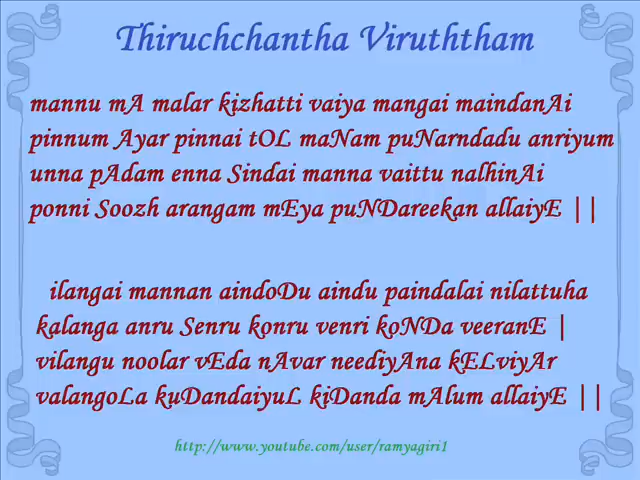 Thiruchchantha Viruththam
mannu mA malar kizhatti vaiya mangai maindanAi
pinnum Ayar pinnai tOL maNam puNarndadu anriyum
unna pAdam enna Sindai manna vaittu nalhinAi
ponni Soozh arangam mEya puNDareekan allaiyE ||
ilangai mannan aindoDu aindu paindalai nilattuha
kalanga anru Senru konru venri koNDa veeranE |
vilangu noolar vEda nAvar neediyAna kELviyAr
valangoLa kuDandaiyuL kiDanda mAlum allaiyE ||
http://www.youtube.com/user/ramyagiri1